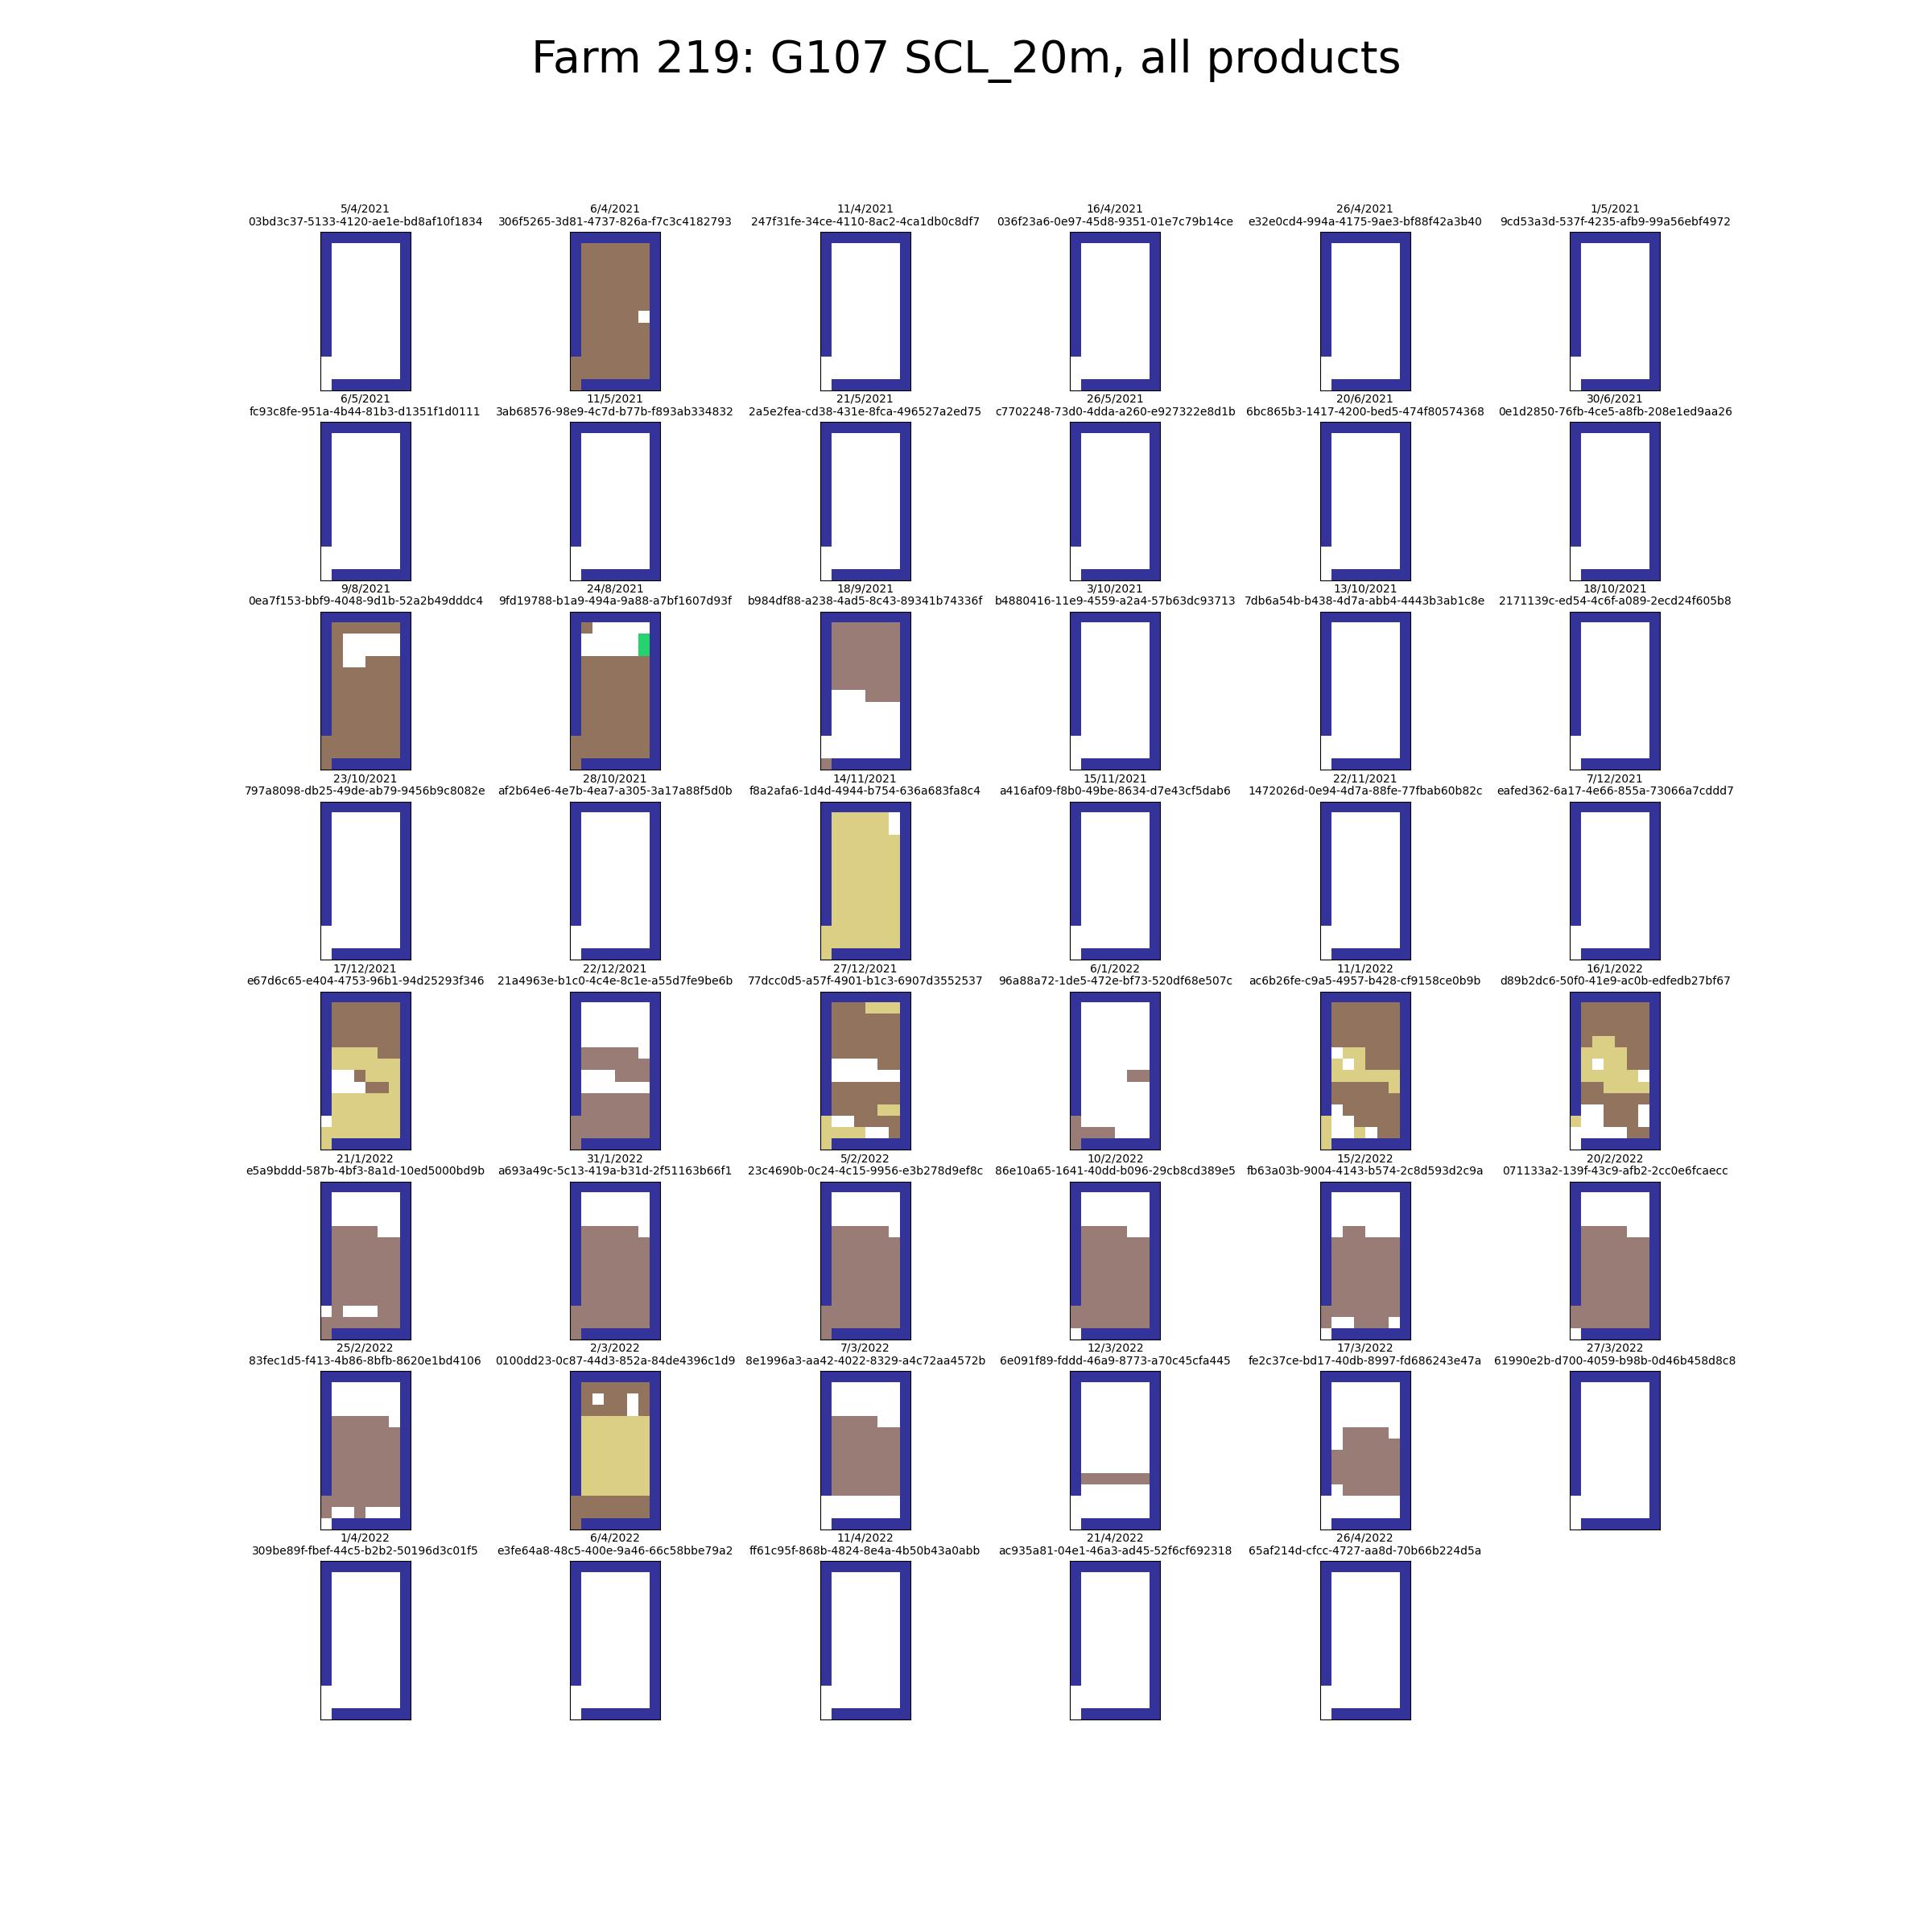 Farm 219: G107 SCL_20m, all products
5/4/2021
03bd3c37-5133-4120-ae1e-bd8af10f1834
6/4/2021
306f5265-3d81-4737-826a-f7c3c4182793
11/4/2021
247f31fe-34ce-4110-8ac2-4ca1db0c8df7
16/4/2021
036f23a6-0e97-45d8-9351-01e7c79b14ce
26/4/2021
e32e0cd4-994a-4175-9ae3-bf88f42a3b40
1/5/2021
9cd53a3d-537f-4235-afb9-99a56ebf4972
6/5/2021
fc93c8fe-951a-4b44-81b3-d1351f1d0111
11/5/2021
3ab68576-98e9-4c7d-b77b-f893ab334832
21/5/2021
2a5e2fea-cd38-431e-8fca-496527a2ed75
26/5/2021
c7702248-73d0-4dda-a260-e927322e8d1b
20/6/2021
6bc865b3-1417-4200-bed5-474f80574368
30/6/2021
0e1d2850-76fb-4ce5-a8fb-208e1ed9aa26
9/8/2021
0ea7f153-bbf9-4048-9d1b-52a2b49dddc4
24/8/2021
9fd19788-b1a9-494a-9a88-a7bf1607d93f
18/9/2021
b984df88-a238-4ad5-8c43-89341b74336f
3/10/2021
b4880416-11e9-4559-a2a4-57b63dc93713
13/10/2021
7db6a54b-b438-4d7a-abb4-4443b3ab1c8e
18/10/2021
2171139c-ed54-4c6f-a089-2ecd24f605b8
23/10/2021
797a8098-db25-49de-ab79-9456b9c8082e
28/10/2021
af2b64e6-4e7b-4ea7-a305-3a17a88f5d0b
14/11/2021
f8a2afa6-1d4d-4944-b754-636a683fa8c4
15/11/2021
a416af09-f8b0-49be-8634-d7e43cf5dab6
22/11/2021
1472026d-0e94-4d7a-88fe-77fbab60b82c
7/12/2021
eafed362-6a17-4e66-855a-73066a7cddd7
17/12/2021
e67d6c65-e404-4753-96b1-94d25293f346
22/12/2021
21a4963e-b1c0-4c4e-8c1e-a55d7fe9be6b
27/12/2021
77dcc0d5-a57f-4901-b1c3-6907d3552537
6/1/2022
96a88a72-1de5-472e-bf73-520df68e507c
11/1/2022
ac6b26fe-c9a5-4957-b428-cf9158ce0b9b
16/1/2022
d89b2dc6-50f0-41e9-ac0b-edfedb27bf67
21/1/2022
e5a9bddd-587b-4bf3-8a1d-10ed5000bd9b
31/1/2022
a693a49c-5c13-419a-b31d-2f51163b66f1
5/2/2022
23c4690b-0c24-4c15-9956-e3b278d9ef8c
10/2/2022
86e10a65-1641-40dd-b096-29cb8cd389e5
15/2/2022
fb63a03b-9004-4143-b574-2c8d593d2c9a
20/2/2022
071133a2-139f-43c9-afb2-2cc0e6fcaecc
25/2/2022
83fec1d5-f413-4b86-8bfb-8620e1bd4106
2/3/2022
0100dd23-0c87-44d3-852a-84de4396c1d9
7/3/2022
8e1996a3-aa42-4022-8329-a4c72aa4572b
12/3/2022
6e091f89-fddd-46a9-8773-a70c45cfa445
17/3/2022
fe2c37ce-bd17-40db-8997-fd686243e47a
27/3/2022
61990e2b-d700-4059-b98b-0d46b458d8c8
1/4/2022
309be89f-fbef-44c5-b2b2-50196d3c01f5
6/4/2022
e3fe64a8-48c5-400e-9a46-66c58bbe79a2
11/4/2022
ff61c95f-868b-4824-8e4a-4b50b43a0abb
21/4/2022
ac935a81-04e1-46a3-ad45-52f6cf692318
26/4/2022
65af214d-cfcc-4727-aa8d-70b66b224d5a